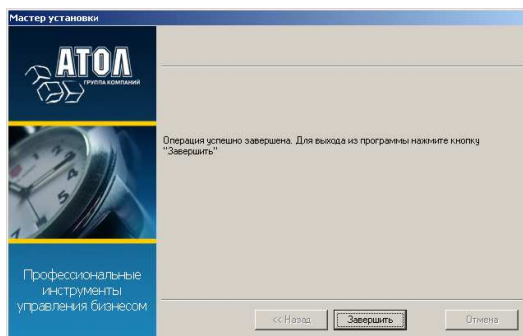 Мастер установки
АТОЛ
ГРУППА КОМПАНИЙ
Операция успешно завершена. Для выхода из программы нажмите кнопку
"Завершить"
Профессиональные
инструменты
управления бизнесом
<< Назад
Завершить
Отмена